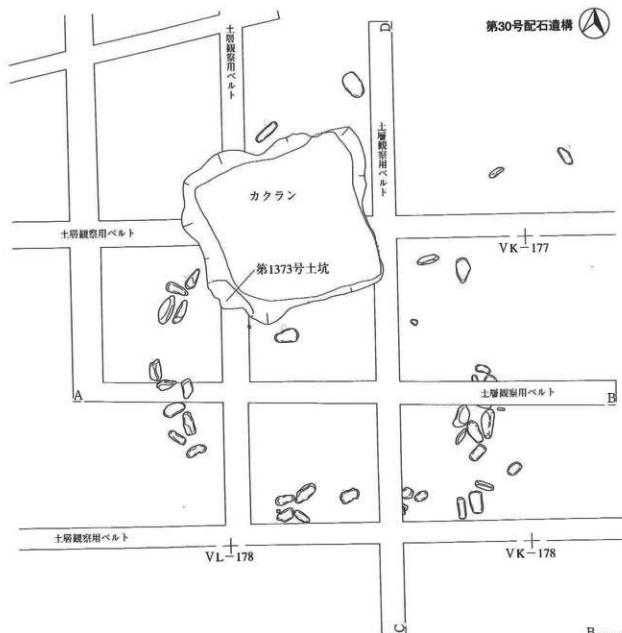 第30号配石遺構
D
土層観察用ベルト
土層観察用ベルト
カクラン
土層観察用ベルト
VK-177
第1373号土坑
A
土層観察用ベルト
B
土層観察用ベルト
VL-178
VK-178
C
B